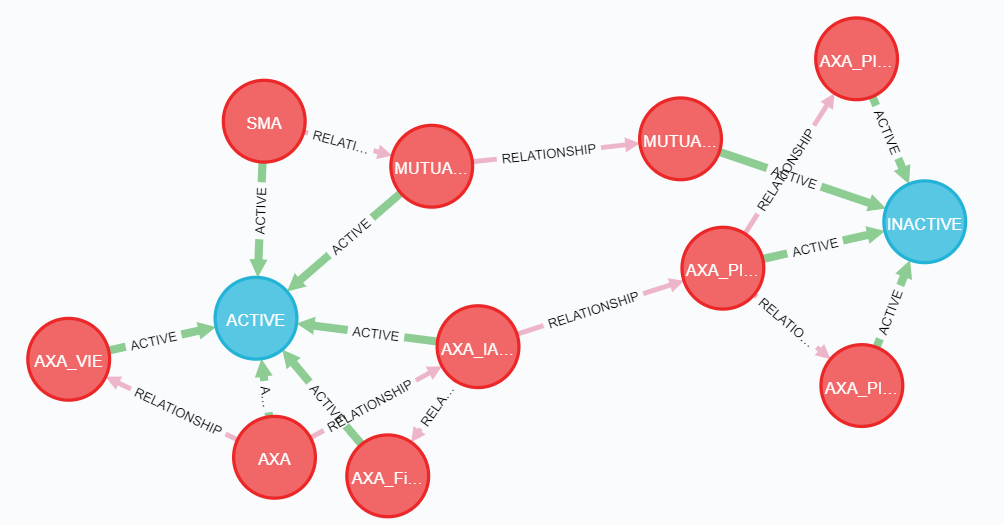 AXA_PI...
SMA
RELATI...
MUTUA...
RELATIONSHIP
MUTUA...
ACTIVE
RELATIONSHIP
ACTIVE
ACTIVE
ACTIVE
INACTIVE
AXA_PI...
ACTIVE
RELATIONSHIP
RELATIO...
ACTIVE
AXA_PI...
ACTIVE
ACTIVE
AXA_IA...
AXA_VIE
ACTIVE
RELATIONSHIP
A...
RELATIONSHIP
ACTIVE
RELA...
AXA
AXA_Fi...